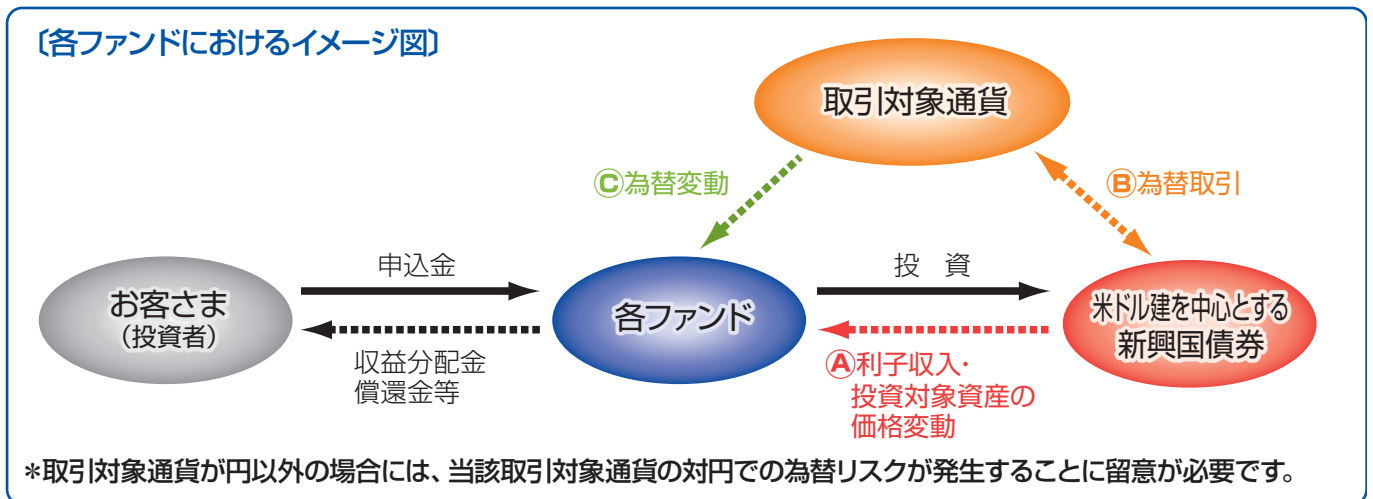 〔各ファンドにおけるイメージ図〕
取引対象通貨
Ⓒ為替変動
Ⓑ為替取引
申込金
投　資
お客さま
（投資者）
各ファンド
米ドル建を中心とする
新興国債券
収益分配金
償還金等
Ⓐ利子収入・
投資対象資産の
価格変動
＊取引対象通貨が円以外の場合には、当該取引対象通貨の対円での為替リスクが発生することに留意が必要です。